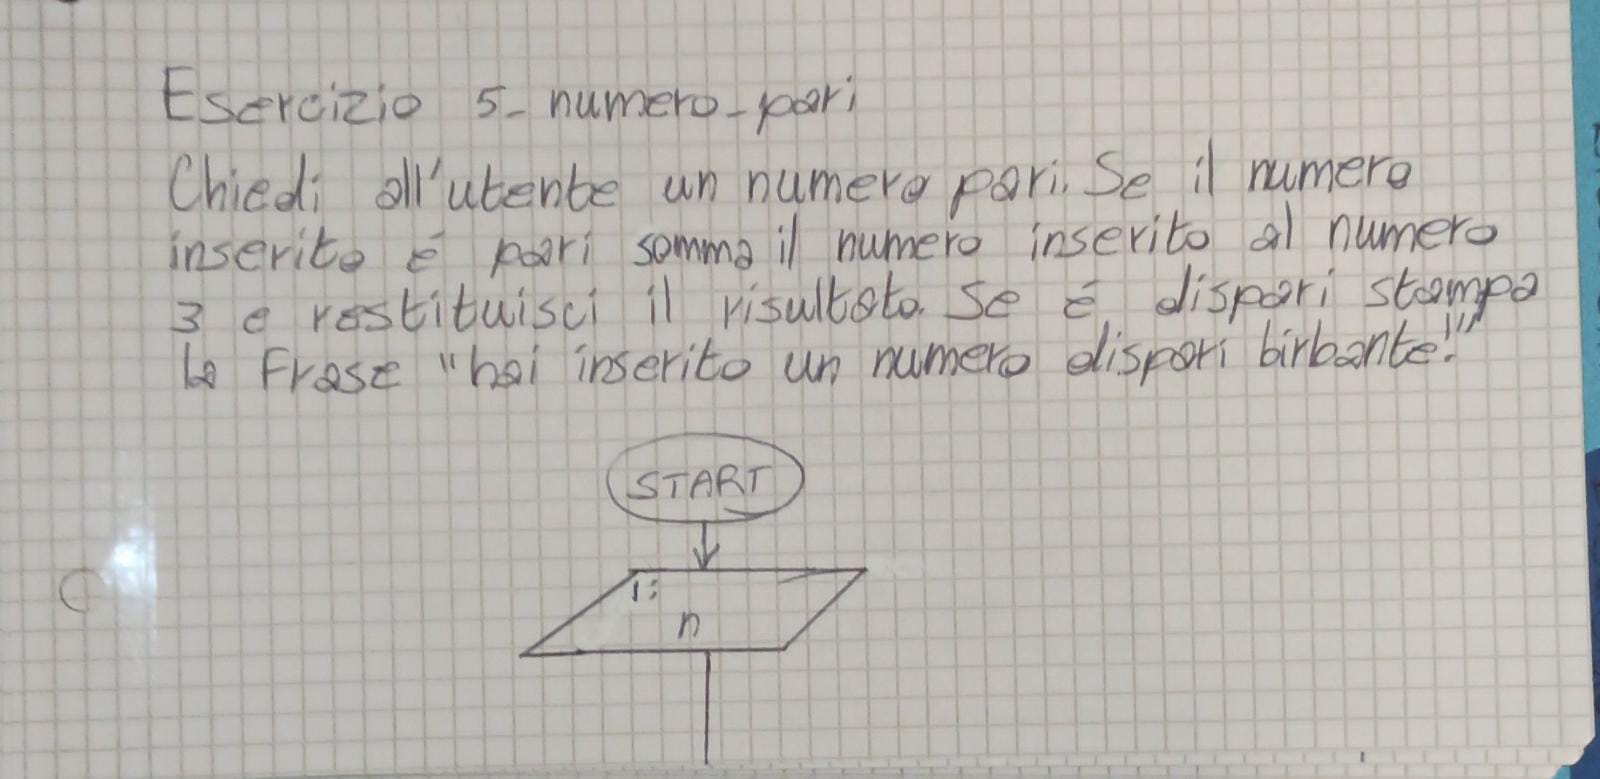 Esercizio 5-numero-pari
Chiedi all'utente un numero pari. Se il numero
inserito é pari somma il numero inserito al numero
3 e restituisci il risultato. Se é dispari stampa
la Frase "hai inserito un numero dispari birbante!"
START
I:
n